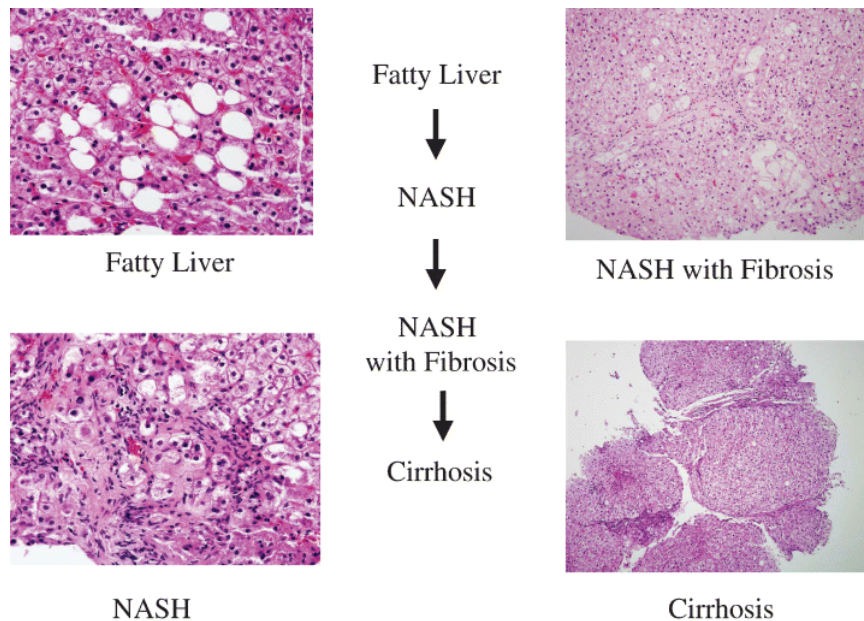 Fatty Liver
NASH
NASH
with Fibrosis
Cirrhosis
Fatty Liver
NASH with Fibrosis
NASH
Cirrhosis